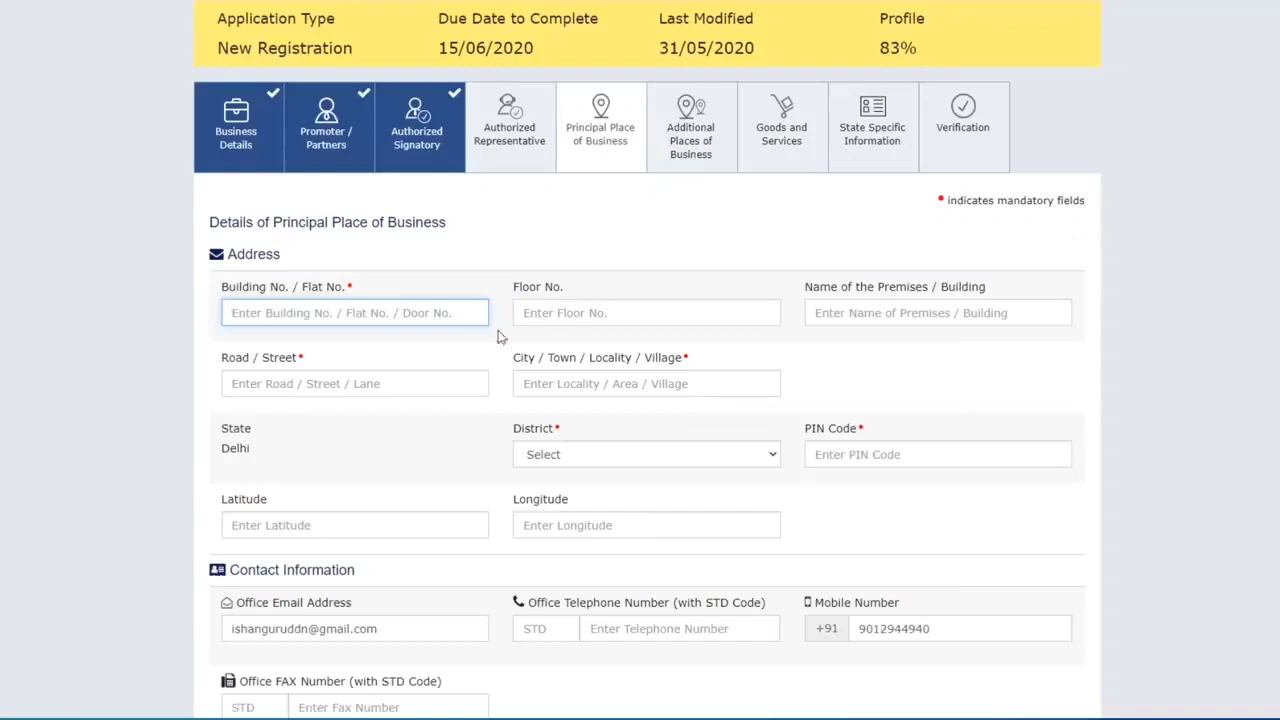 Application Type Due Date to Complete Last Modified Profile
New Registration 15/06/2020 31/05/2020 83%
Business Details
Promoter / Partners
Authorized Signatory
Authorized Representative
Principal Place of Business
Additional Places of Business
Goods and Services
State Specific Information
Verification
• indicates mandatory fields
Details of Principal Place of Business
Address
Building No. / Flat No.• Floor No. Name of the Premises / Building
Enter Building No. / Flat No. / Door No. Enter Floor No. Enter Name of Premises / Building
Road / Street• City / Town / Locality / Village•
Enter Road / Street / Lane Enter Locality / Area / Village
State District• PIN Code•
Delhi Select Enter PIN Code
Latitude Longitude
Enter Latitude Enter Longitude
Contact Information
Office Email Address Office Telephone Number (with STD Code) Mobile Number
ishanguruddn@gmail.com STD Enter Telephone Number +91 9012944940
Office FAX Number (with STD Code)
STD Enter Fax Number